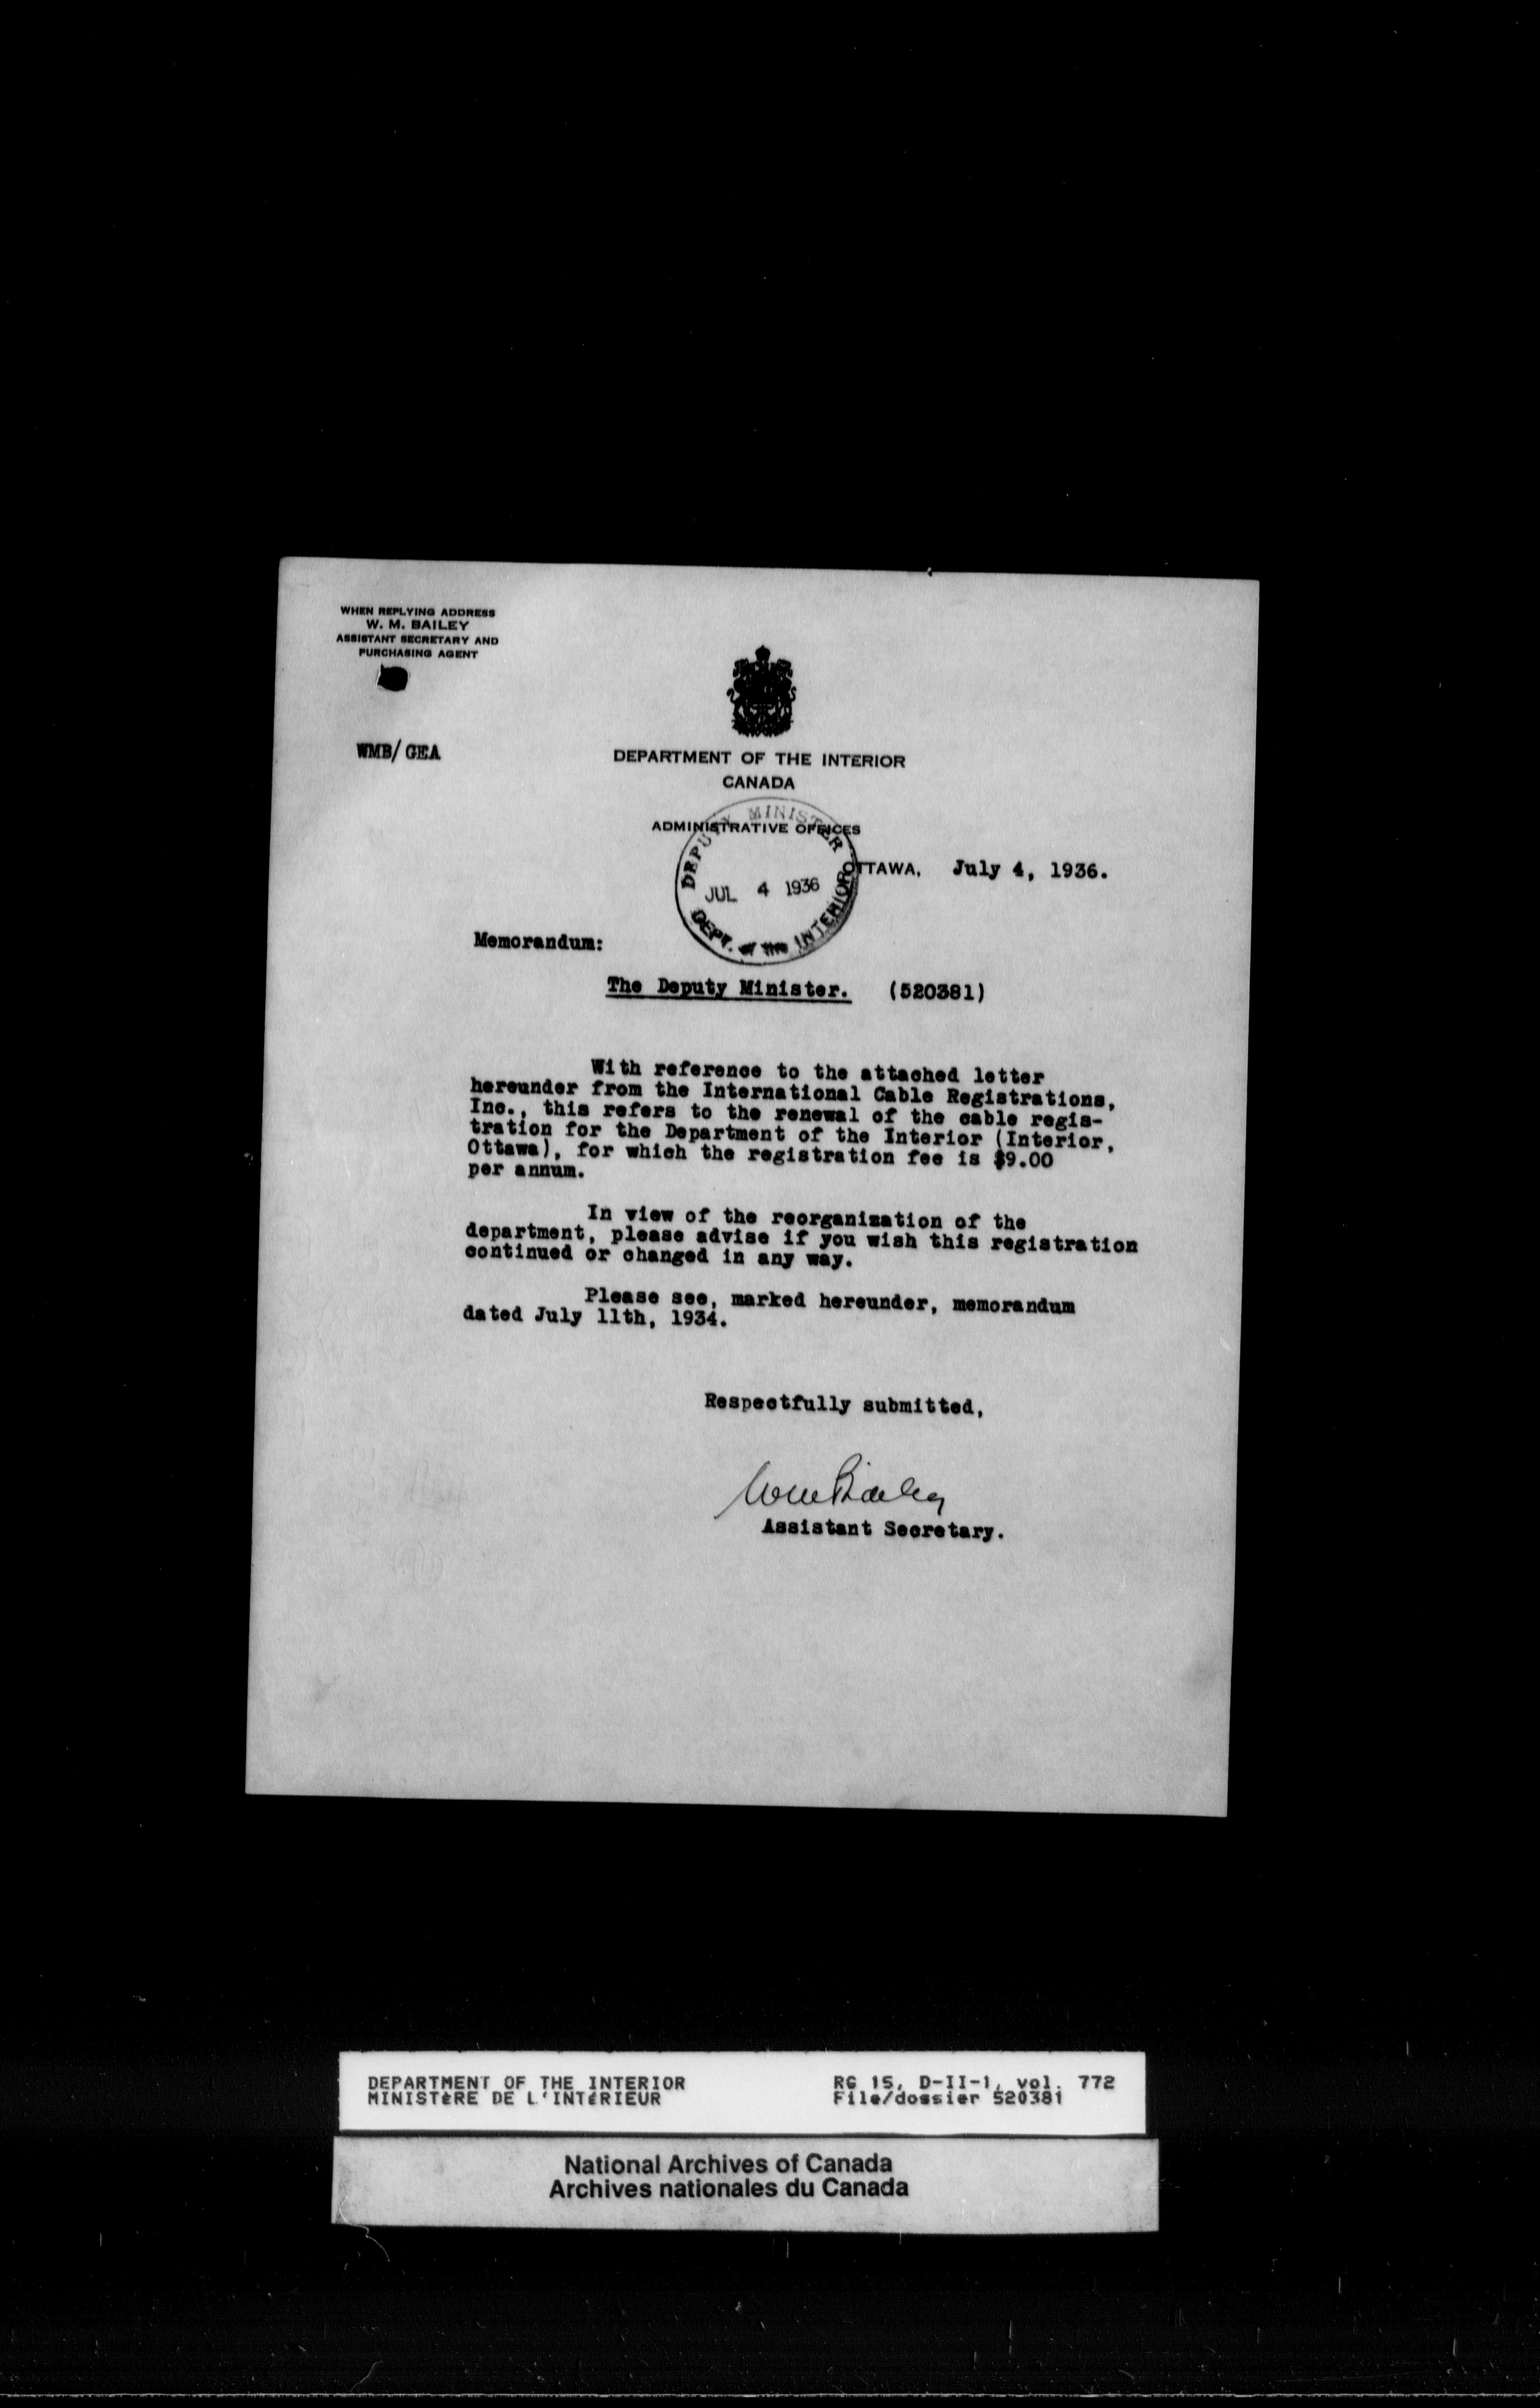 WHEN REPLYING ADDRESS
W. M. BAILEY
ASSISTANT SECRETARY AND
PURCHASING AGENT
WMB/GEA
DEPARTMENT OF THE INTERIOR
CANADA
ADMINISTRATIVE OFFICES
DEPUTY MINISTER
JUL 4 1936
DEPT. of the INTERIOR
OTTAWA, July 4, 1936.
Memorandum:
The Deputy Minister. (520381)
With reference to the attached letter
hereunder from the International Cable Registrations,
Inc., this refers to the renewal of the cable regis-
tration for the Department of the Interior (Interior,
Ottawa), for which the registration fee is $9.00
per annum.
In view of the reorganization of the
department, please advise if you wish this registration
continued or changed in any way.
Please see, marked hereunder, memorandum
dated July 11th, 1934.
Respectfully submitted,
Wm Bailey
Assistant Secretary.
DEPARTMENT OF THE INTERIOR RG 15, D-II-1, vol. 772
MINISTèRE DE L'INTéRIEUR File/dossier 520381
National Archives of Canada
Archives nationales du Canada